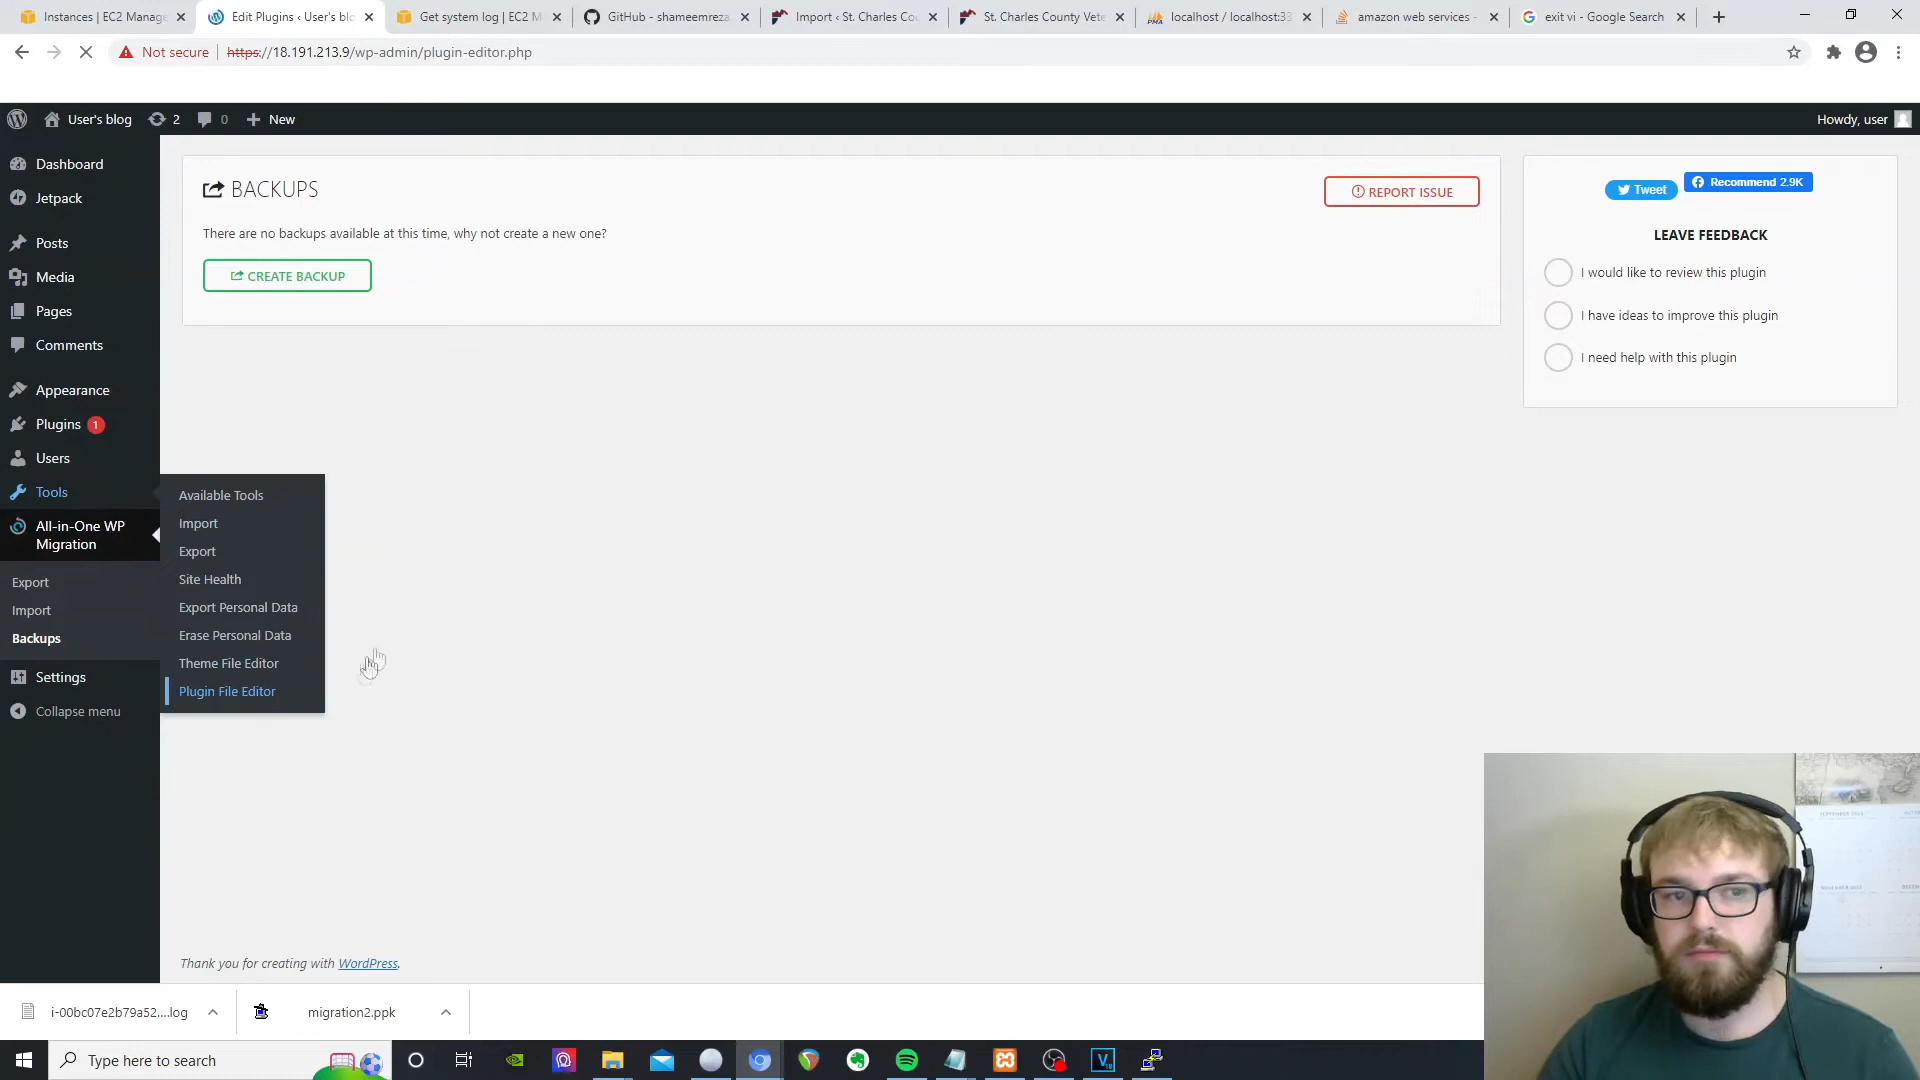 Instances | EC2 Manage
Edit Plugins ‹ User's blo
Get system log | EC2 M
GitHub - shameemreza
Import ‹ St. Charles Cou
St. Charles County Vete
localhost / localhost:33
amazon web services -
exit vi - Google Search
Not secure
https://18.191.213.9/wp-admin/plugin-editor.php
User's blog
2
0
New
Howdy, user
Dashboard
Jetpack
Posts
Media
Pages
Comments
Appearance
Plugins 1
Users
Tools
All-in-One WP
Migration
Export
Import
Backups
Settings
Collapse menu
Available Tools
Import
Export
Site Health
Export Personal Data
Erase Personal Data
Theme File Editor
Plugin File Editor
BACKUPS
REPORT ISSUE
There are no backups available at this time, why not create a new one?
CREATE BACKUP
Tweet
Recommend 2.9K
LEAVE FEEDBACK
I would like to review this plugin
I have ideas to improve this plugin
I need help with this plugin
Thank you for creating with WordPress.
i-00bc07e2b79a52....log
migration2.ppk
Type here to search